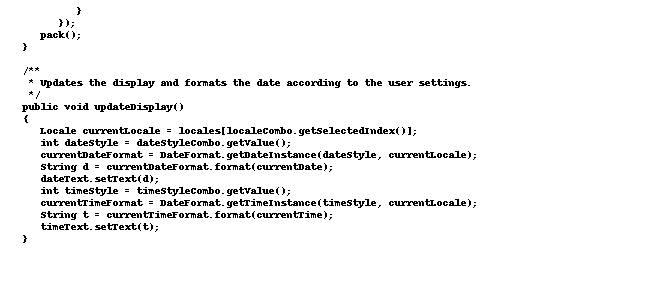 }
      });
   pack();
}

/**
 * Updates the display and formats the date according to the user settings.
 */
public void updateDisplay()
{
   Locale currentLocale = locales[localeCombo.getSelectedIndex()];
   int dateStyle = dateStyleCombo.getValue();
   currentDateFormat = DateFormat.getDateInstance(dateStyle, currentLocale);
   String d = currentDateFormat.format(currentDate);
   dateText.setText(d);
   int timeStyle = timeStyleCombo.getValue();
   currentTimeFormat = DateFormat.getTimeInstance(timeStyle, currentLocale);
   String t = currentTimeFormat.format(currentTime);
   timeText.setText(t);
}